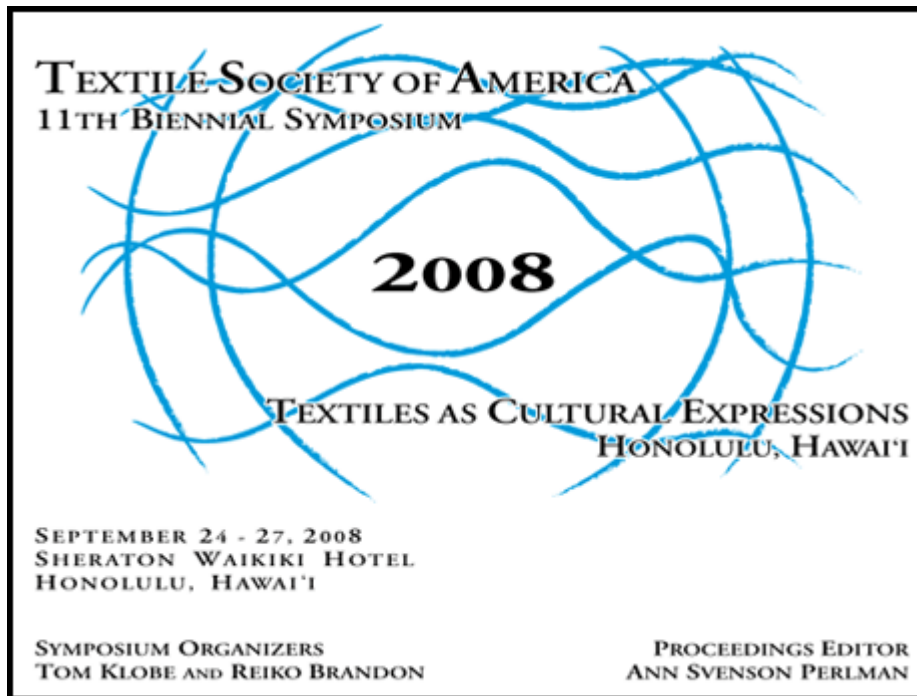 TEXTILE SOCIETY OF AMERICA
11TH BIENNIAL SYMPOSIUM
2008
TEXTILES AS CULTURAL EXPRESSIONS
HONOLULU, HAWAI‘I
SEPTEMBER 24 - 27, 2008
SHERATON WAIKIKI HOTEL
HONOLULU, HAWAI‘I
SYMPOSIUM ORGANIZERS
TOM KLOBE AND REIKO BRANDON
PROCEEDINGS EDITOR
ANN SVENSON PERLMAN